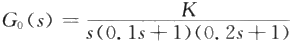 G₀(s) = K / s(0.1s+1)(0.2s+1)